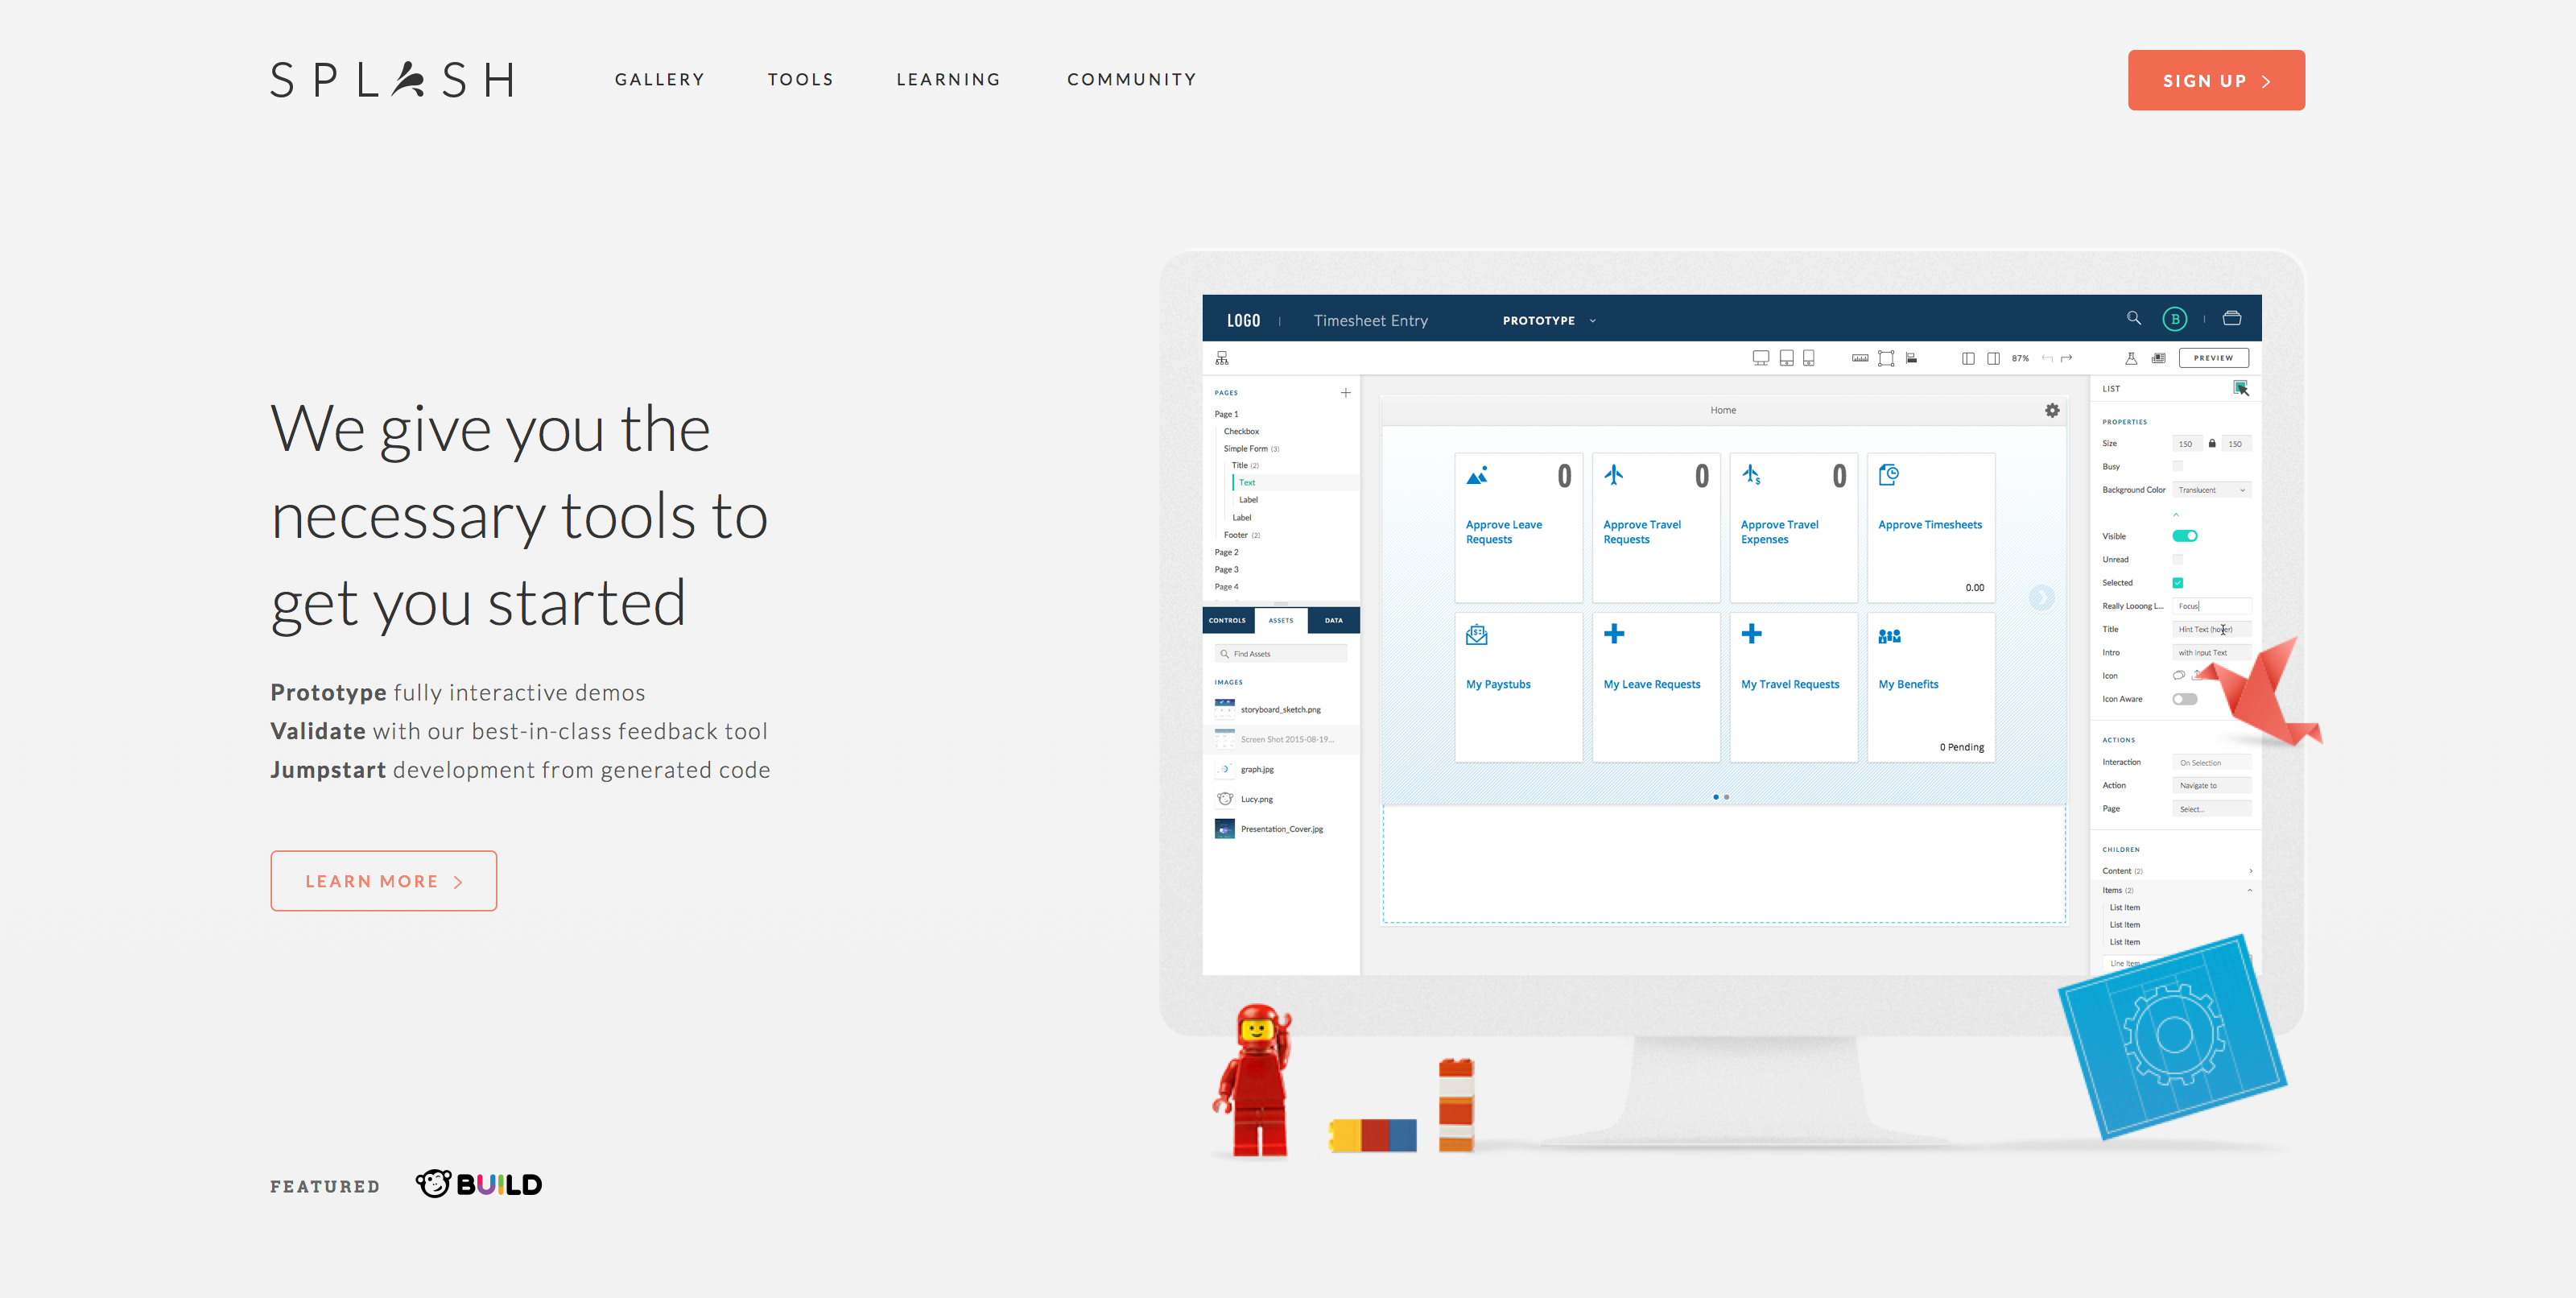 SPLASH
GALLERY
TOOLS
LEARNING
COMMUNITY
SIGN UP
We give you the
necessary tools to
get you started
Prototype fully interactive demos
Validate with our best-in-class feedback tool
Jumpstart development from generated code
LEARN MORE
FEATURED
BUILD
LOGO
Timesheet Entry
PROTOTYPE
B
87%
PREVIEW
PAGES
Page 1
Checkbox
Simple Form (3)
Title (2)
Text
Label
Label
Footer (2)
Page 2
Page 3
Page 4
CONTROLS
ASSETS
DATA
Find Assets
IMAGES
storyboard_sketch.png
Screen Shot 2015-08-19...
graph.jpg
Lucy.png
Presentation_Cover.jpg
Home
0
Approve Leave
Requests
0
Approve Travel
Requests
0
Approve Travel
Expenses
Approve Timesheets
0.00
My Paystubs
My Leave Requests
My Travel Requests
My Benefits
0 Pending
LIST
PROPERTIES
Size 150 150
Busy
Background Color Translucent
Visible
Unread
Selected
Really Looong L... Focus
Title Hint Text (hover)
Intro with Input Text
Icon
Icon Aware
ACTIONS
Interaction On Selection
Action Navigate to
Page Select...
CHILDREN
Content (2)
Items (2)
List Item
List Item
List Item
Line Item